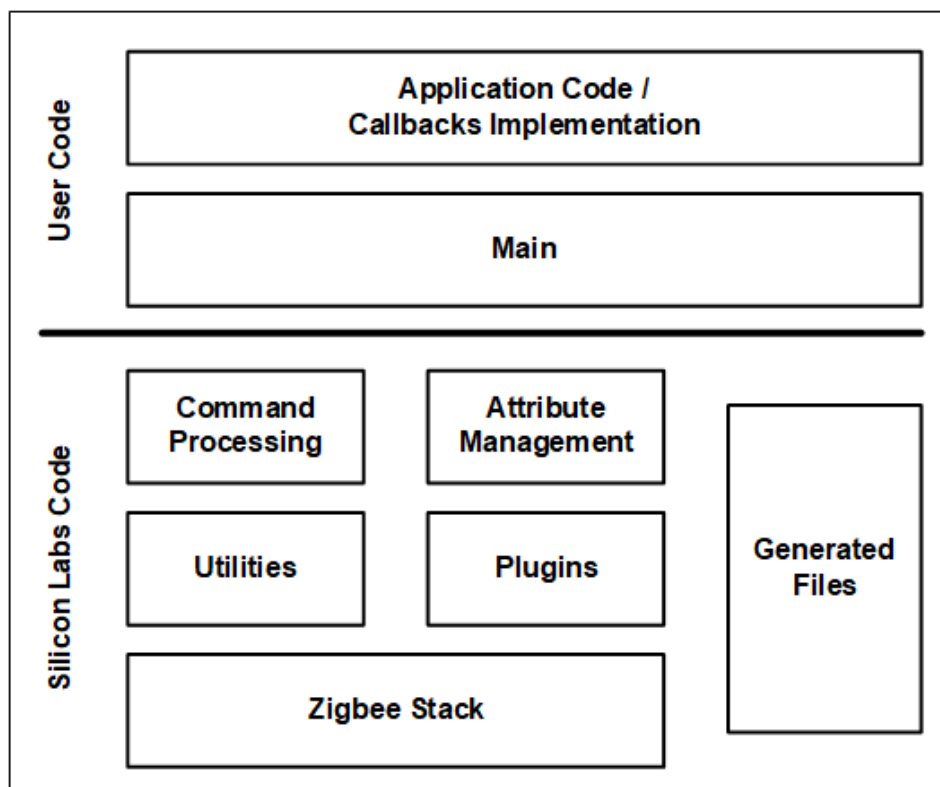 User Code
Application Code /
Callbacks Implementation
Main
Silicon Labs Code
Command
Processing
Attribute
Management
Utilities
Plugins
Generated
Files
Zigbee Stack